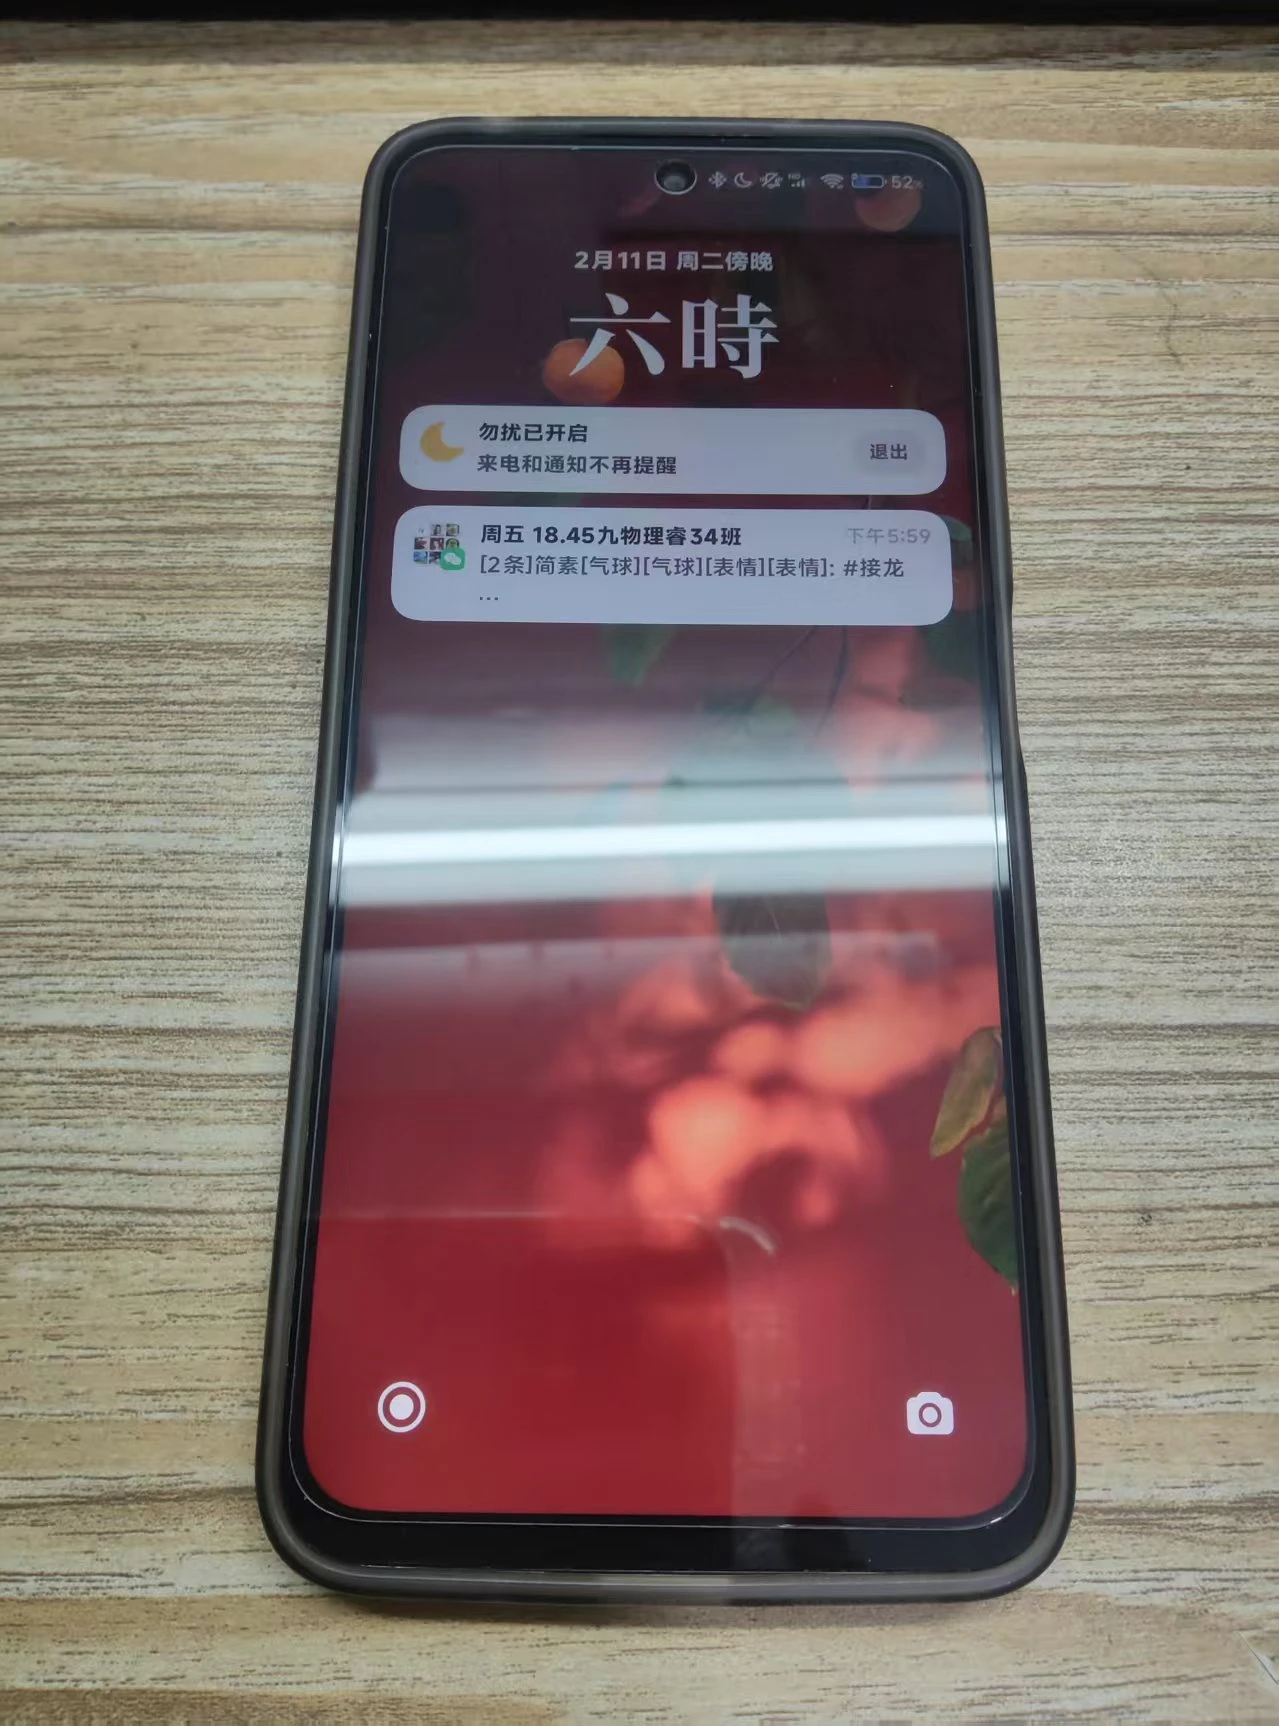 52%
2月11日 周二傍晚
六時
勿扰已开启
来电和通知不再提醒
退出
周五 18.45九物理睿34班
下午5:59
[2条]简素[气球][气球][表情][表情]: #接龙
...